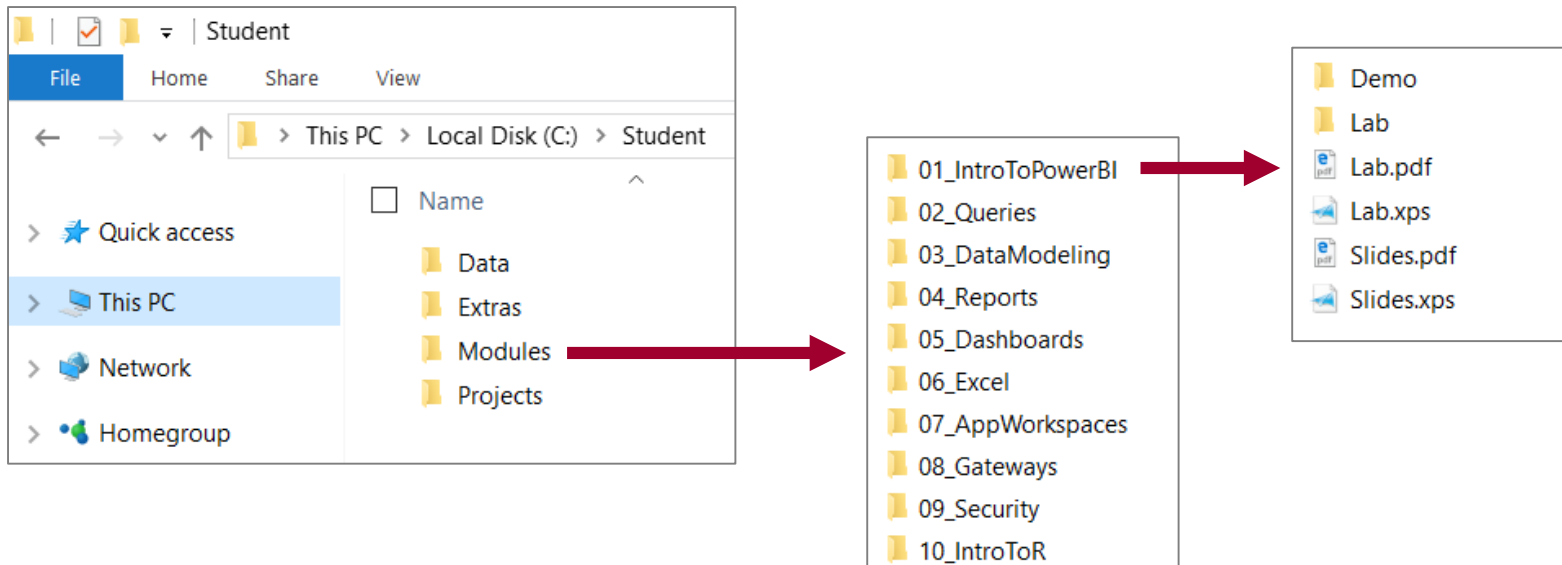 Student
File Home Share View
This PC > Local Disk (C:) > Student
Name
Quick access
This PC
Network
Homegroup
Data
Extras
Modules
Projects
01_IntroToPowerBI
02_Queries
03_DataModeling
04_Reports
05_Dashboards
06_Excel
07_AppWorkspaces
08_Gateways
09_Security
10_IntroToR
Demo
Lab
Lab.pdf
Lab.xps
Slides.pdf
Slides.xps